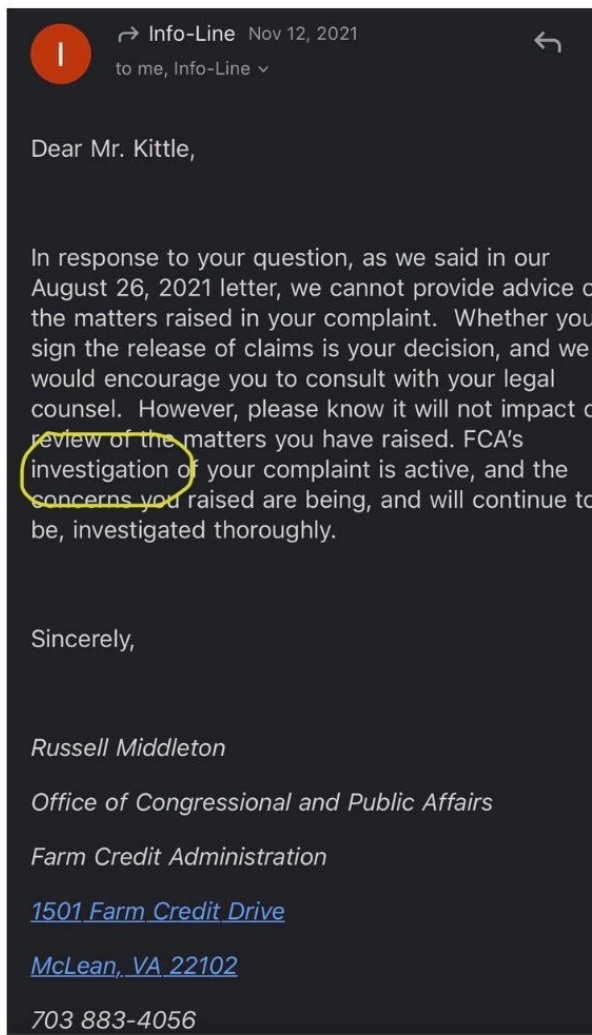 I
Info-Line Nov 12, 2021
to me, Info-Line
Dear Mr. Kittle,
In response to your question, as we said in our
August 26, 2021 letter, we cannot provide advice
the matters raised in your complaint. Whether you
sign the release of claims is your decision, and we
would encourage you to consult with your legal
counsel. However, please know it will not impact
review of the matters you have raised. FCA's
investigation of your complaint is active, and the
concerns you raised are being, and will continue to
be, investigated thoroughly.
Sincerely,
Russell Middleton
Office of Congressional and Public Affairs
Farm Credit Administration
1501 Farm Credit Drive
McLean, VA 22102
703 883-4056